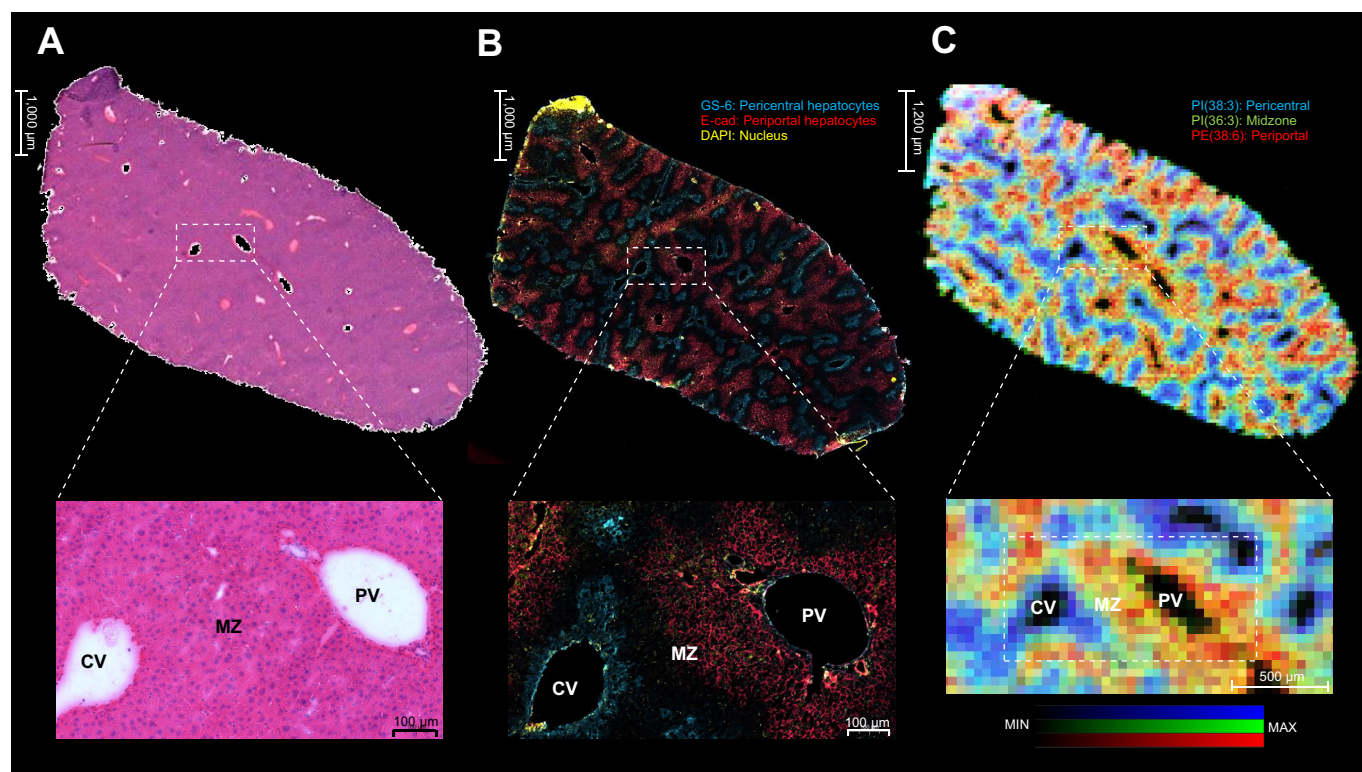 A
B
C
1,000 µm
1,000 µm
GS-6: Pericentral hepatocytes
E-cad: Periportal hepatocytes
DAPI: Nucleus
1,200 µm
PI(38:3): Pericentral
PI(36:3): Midzone
PE(38:6): Periportal
PV
MZ
CV
100 µm
PV
MZ
CV
100 µm
CV
MZ
PV
500 µm
MIN
MAX